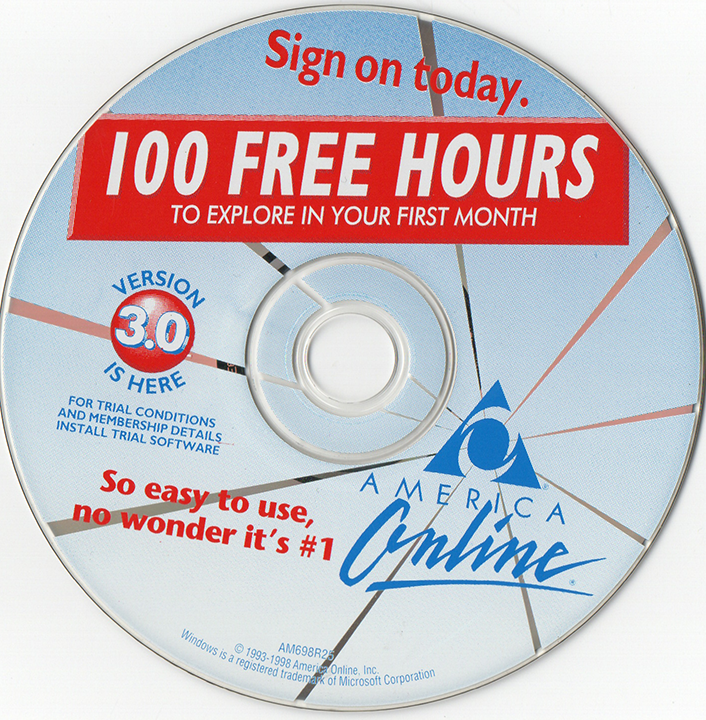 Sign on today.
100 FREE HOURS
TO EXPLORE IN YOUR FIRST MONTH
VERSION
3.0
IS HERE
FOR TRIAL CONDITIONS
AND MEMBERSHIP DETAILS
INSTALL TRIAL SOFTWARE
So easy to use,
no wonder it's #1
AMERICA
Online
®
AM698R25
© 1993-1998 America Online, Inc.
Windows is a registered trademark of Microsoft Corporation